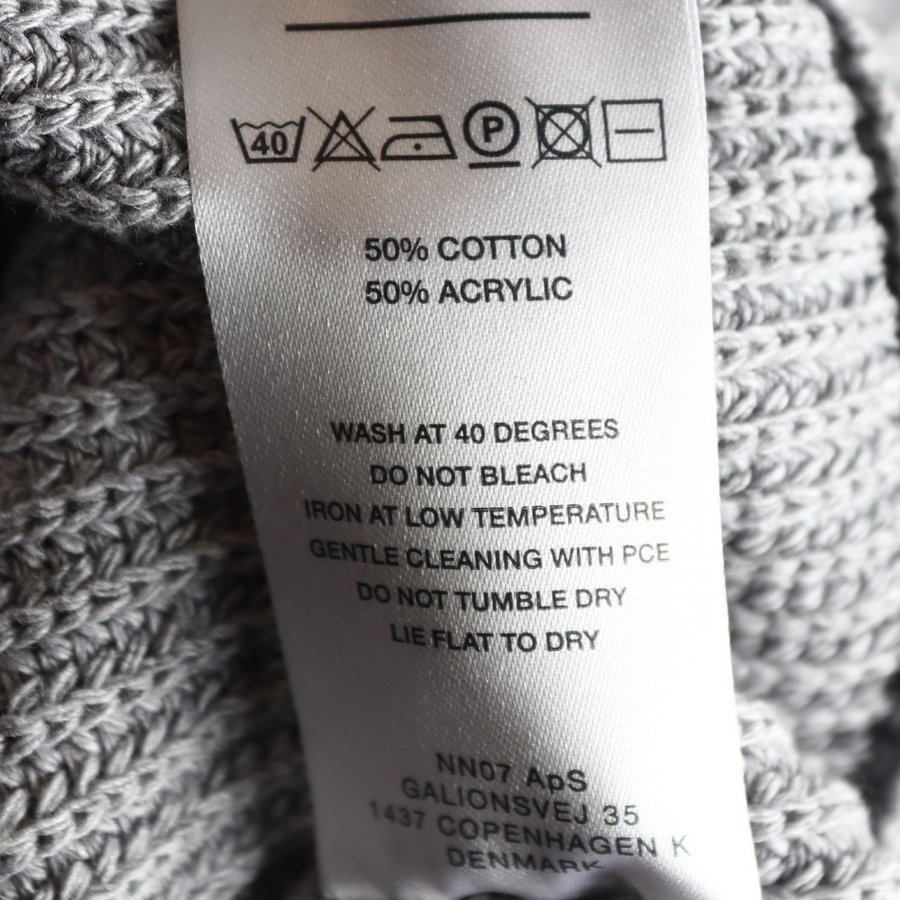 40 P
50% COTTON
50% ACRYLIC
WASH AT 40 DEGREES
DO NOT BLEACH
IRON AT LOW TEMPERATURE
GENTLE CLEANING WITH PCE
DO NOT TUMBLE DRY
LIE FLAT TO DRY
NN07 ApS
GALIONSVEJ 35
1437 COPENHAGEN K
DENMARK